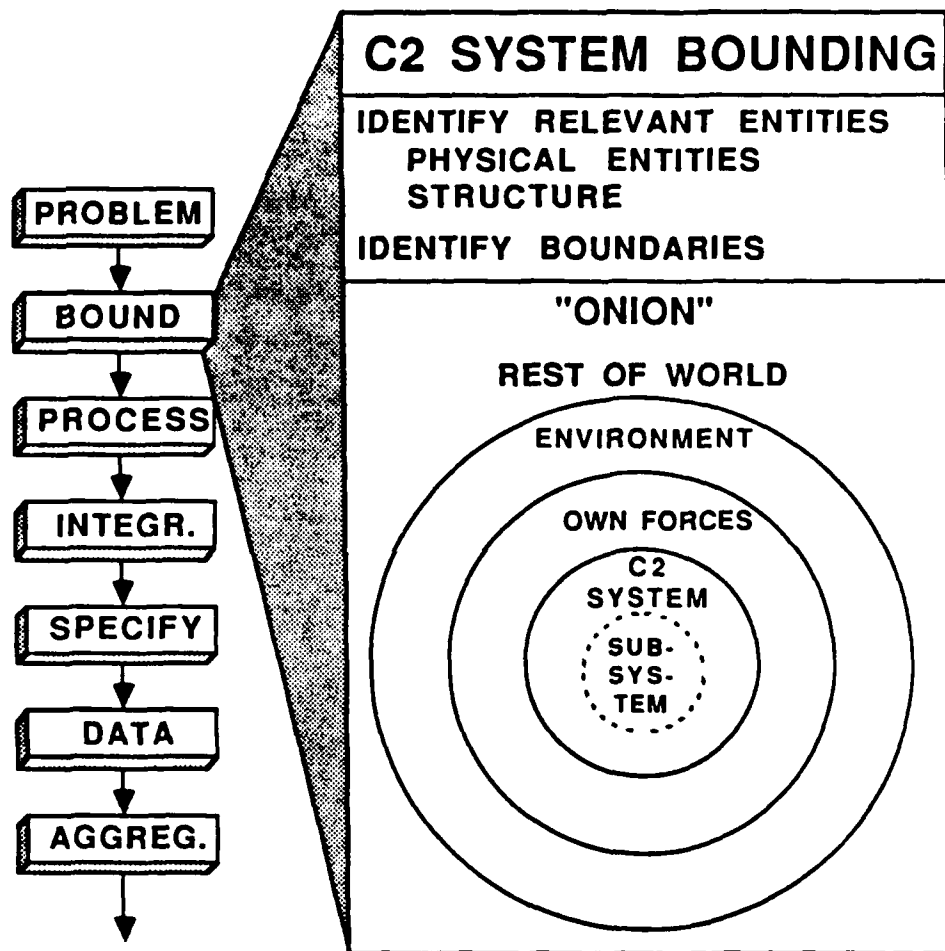 PROBLEM
BOUND
PROCESS
INTEGR.
SPECIFY
DATA
AGGREG.
C2 SYSTEM BOUNDING
IDENTIFY RELEVANT ENTITIES
PHYSICAL ENTITIES
STRUCTURE
IDENTIFY BOUNDARIES
"ONION"
REST OF WORLD
ENVIRONMENT
OWN FORCES
C2
SYSTEM
SUB-
SYS-
TEM